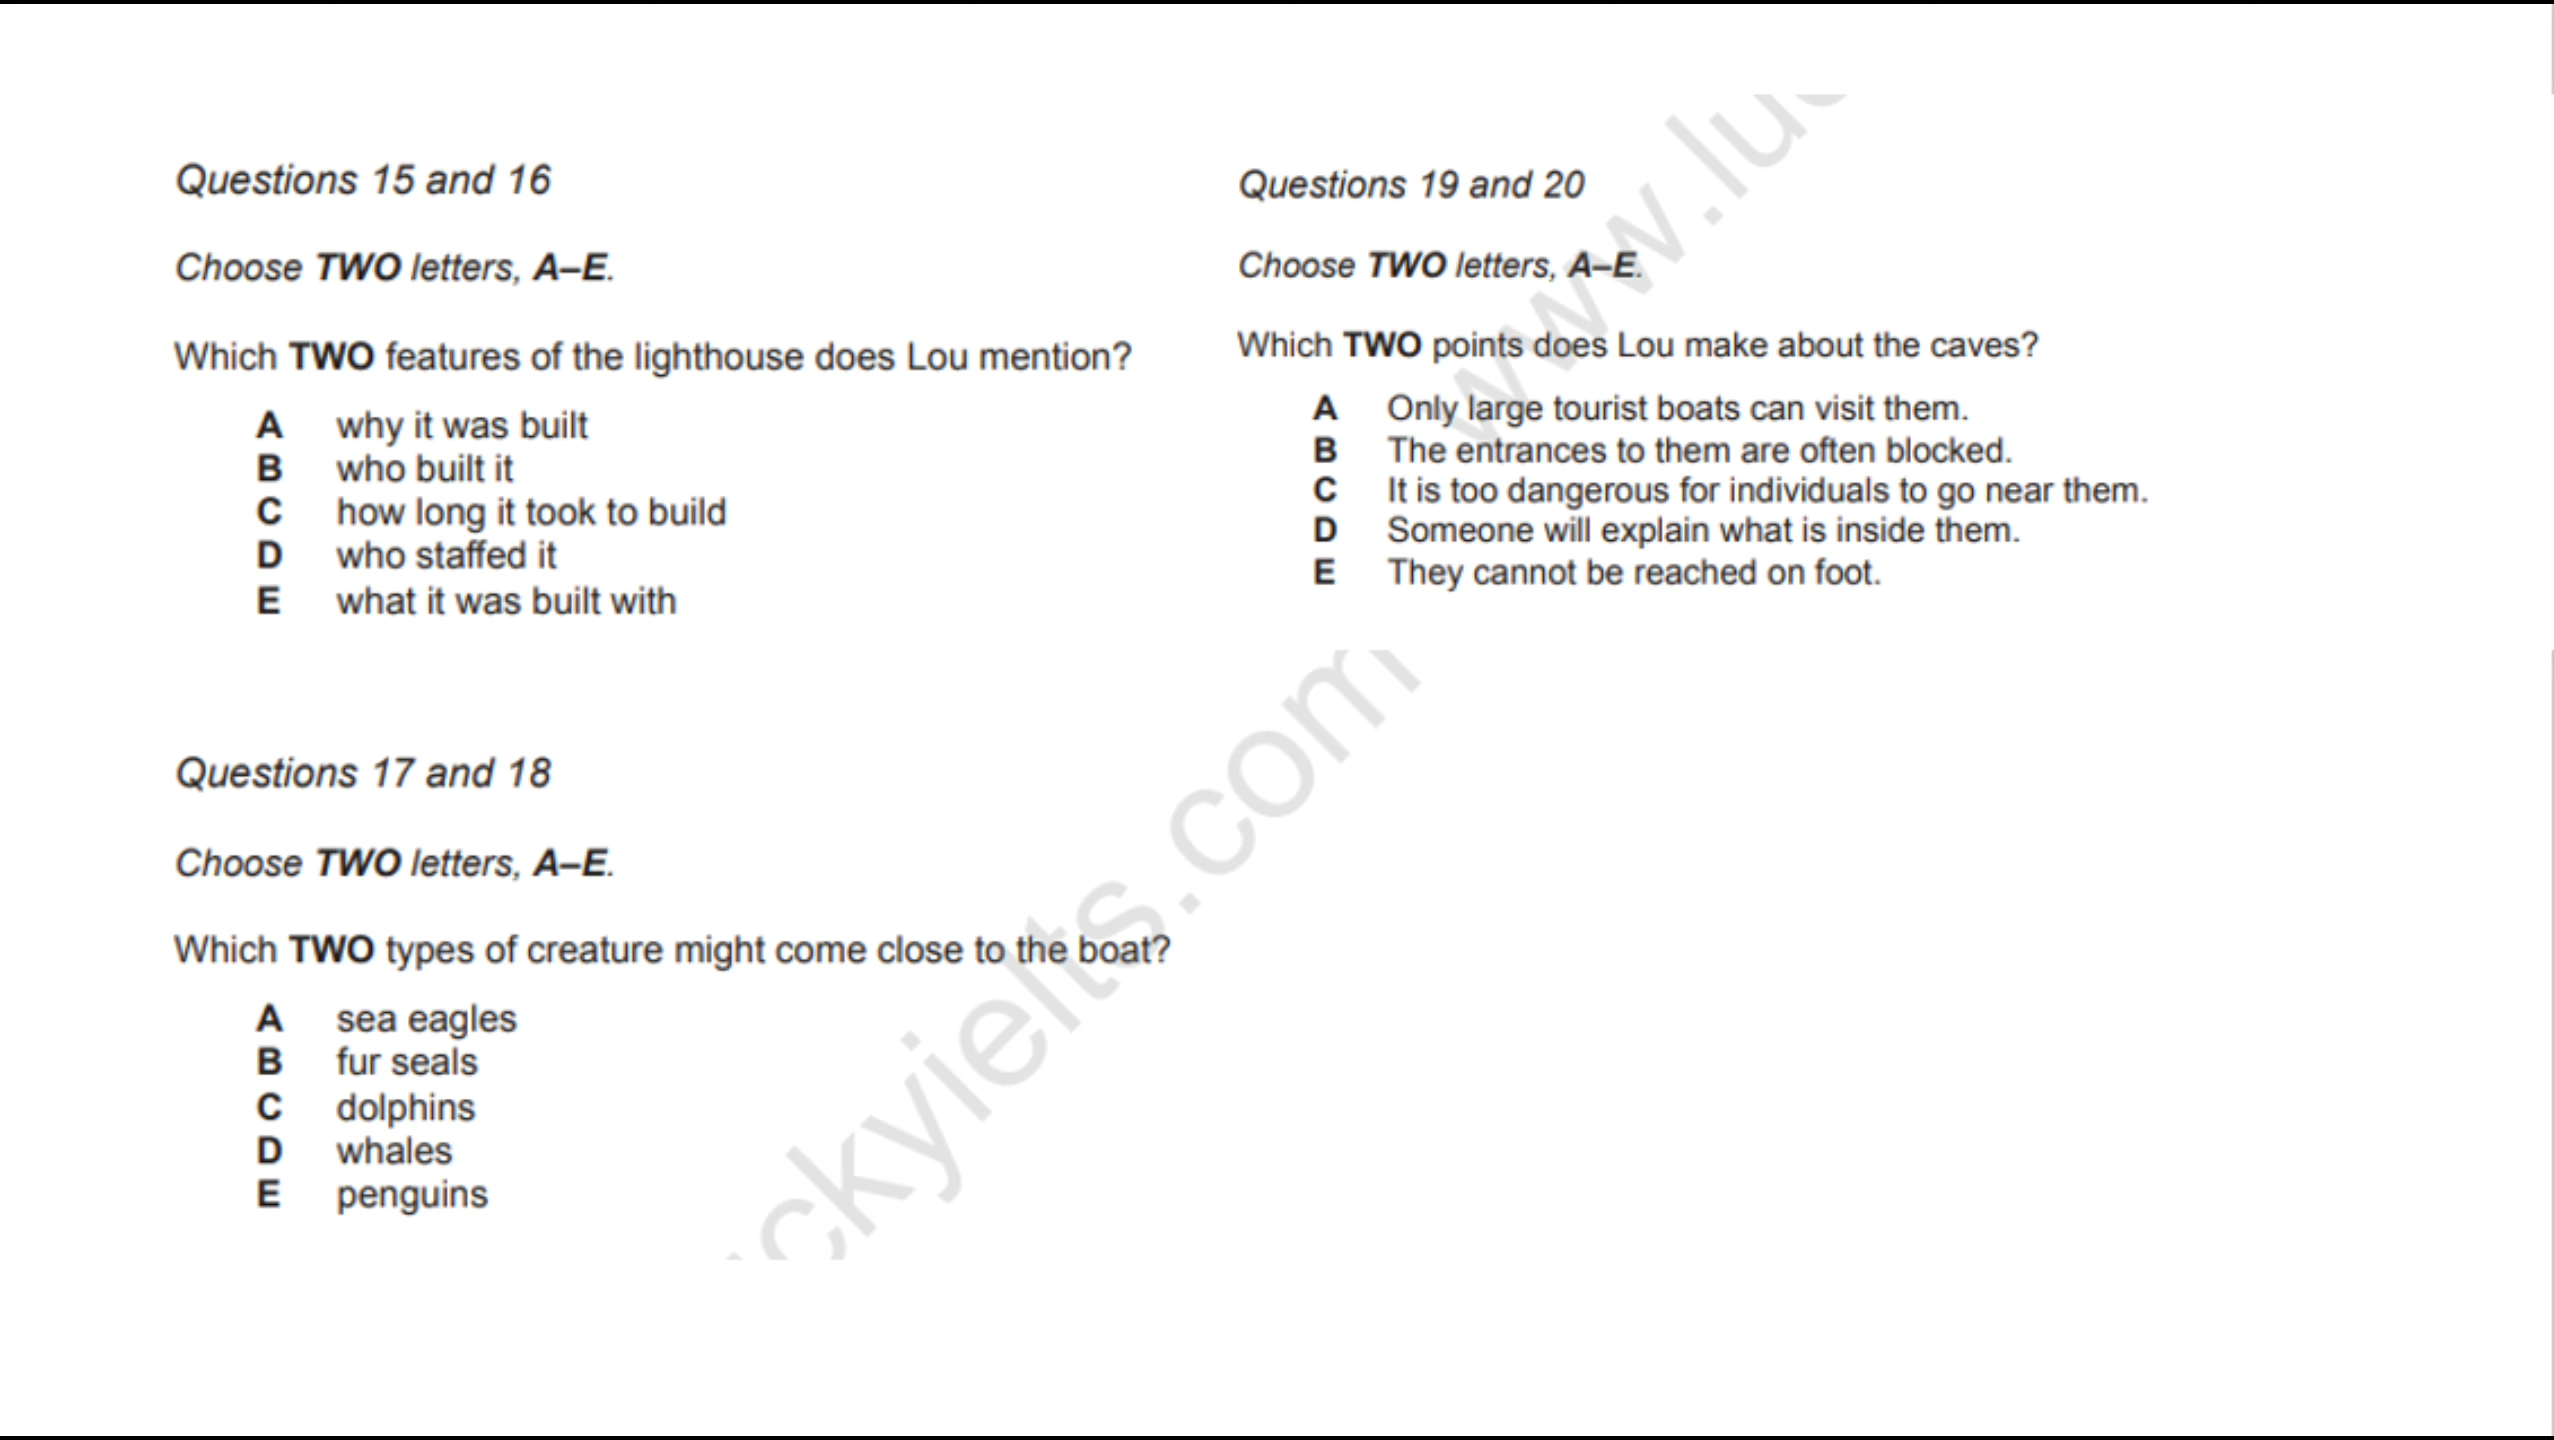 Questions 15 and 16
Choose TWO letters, A–E.
Which TWO features of the lighthouse does Lou mention?
A why it was built
B who built it
C how long it took to build
D who staffed it
E what it was built with
Questions 17 and 18
Choose TWO letters, A–E.
Which TWO types of creature might come close to the boat?
A sea eagles
B fur seals
C dolphins
D whales
E penguins
Questions 19 and 20
Choose TWO letters, A–E.
Which TWO points does Lou make about the caves?
A Only large tourist boats can visit them.
B The entrances to them are often blocked.
C It is too dangerous for individuals to go near them.
D Someone will explain what is inside them.
E They cannot be reached on foot.
ckyielts.com
www.lu